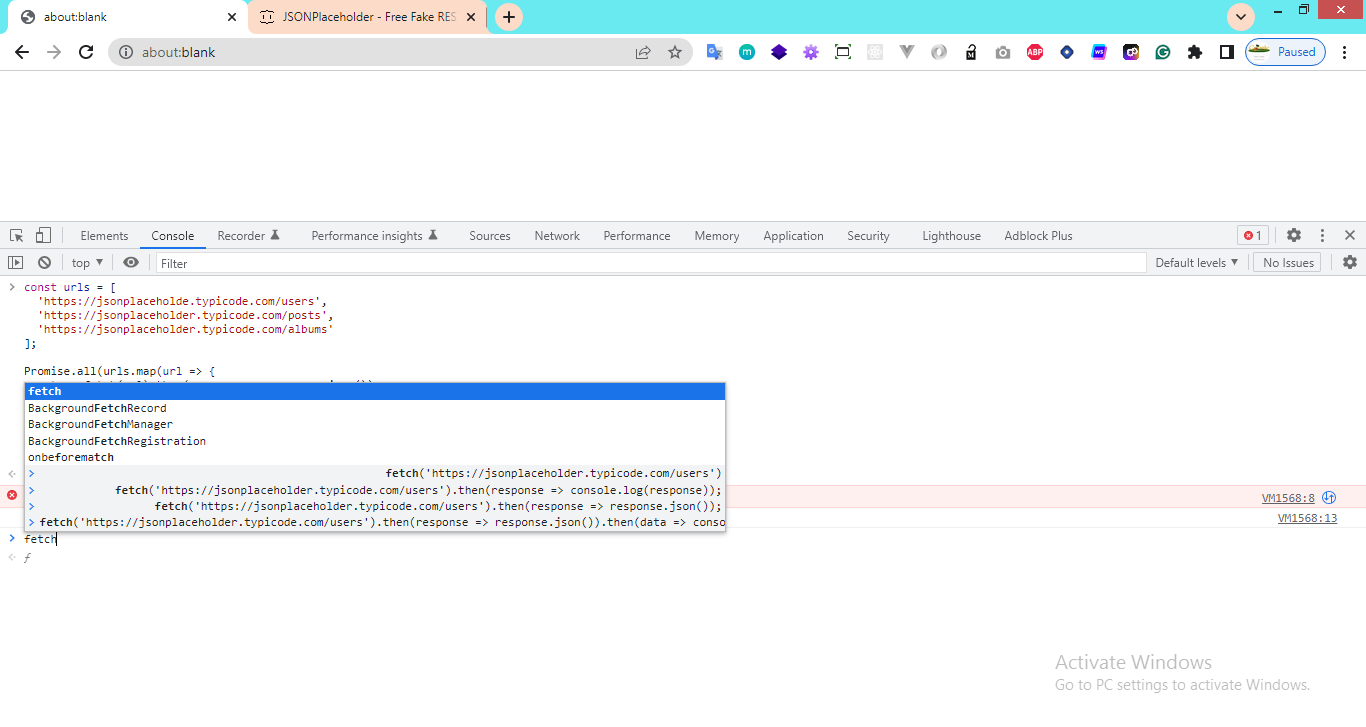 about:blank
JSONPlaceholder - Free Fake RES
about:blank
Paused
Elements Console Recorder Performance insights Sources Network Performance Memory Application Security Lighthouse Adblock Plus 1
top Filter Default levels No Issues
const urls = [
'https://jsonplaceholde.typicode.com/users',
'https://jsonplaceholder.typicode.com/posts',
'https://jsonplaceholder.typicode.com/albums'
];
Promise.all(urls.map(url => {
fetch
BackgroundFetchRecord
BackgroundFetchManager
BackgroundFetchRegistration
onbeforematch
> fetch('https://jsonplaceholder.typicode.com/users')
> fetch('https://jsonplaceholder.typicode.com/users').then(response => console.log(response));
VM1568:8
> fetch('https://jsonplaceholder.typicode.com/users').then(response => response.json());
> fetch('https://jsonplaceholder.typicode.com/users').then(response => response.json()).then(data => conso
VM1568:13
> fetch
f
Activate Windows
Go to PC settings to activate Windows.